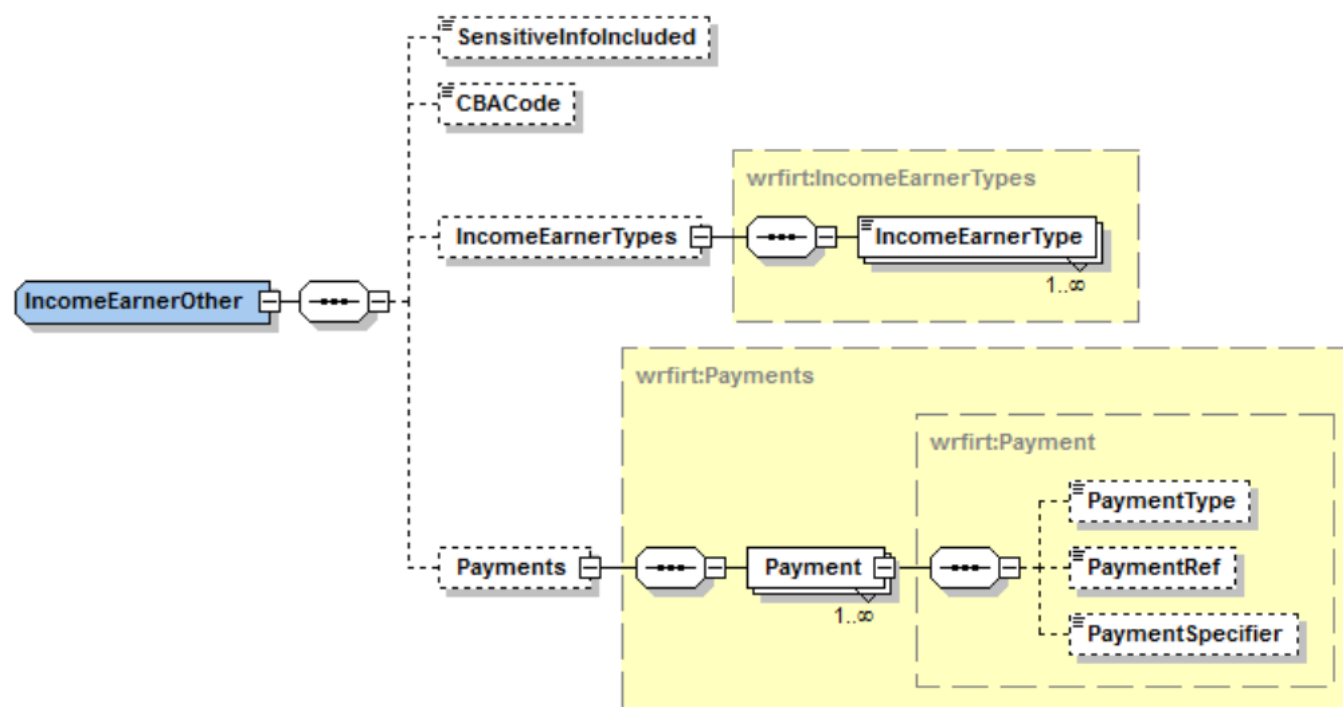 SensitiveInfoIncluded
CBACode
wrfirt:IncomeEarnerTypes
IncomeEarnerTypes
IncomeEarnerType
1..∞
IncomeEarnerOther
wrfirt:Payments
wrfirt:Payment
PaymentType
Payments
Payment
PaymentRef
1..∞
PaymentSpecifier